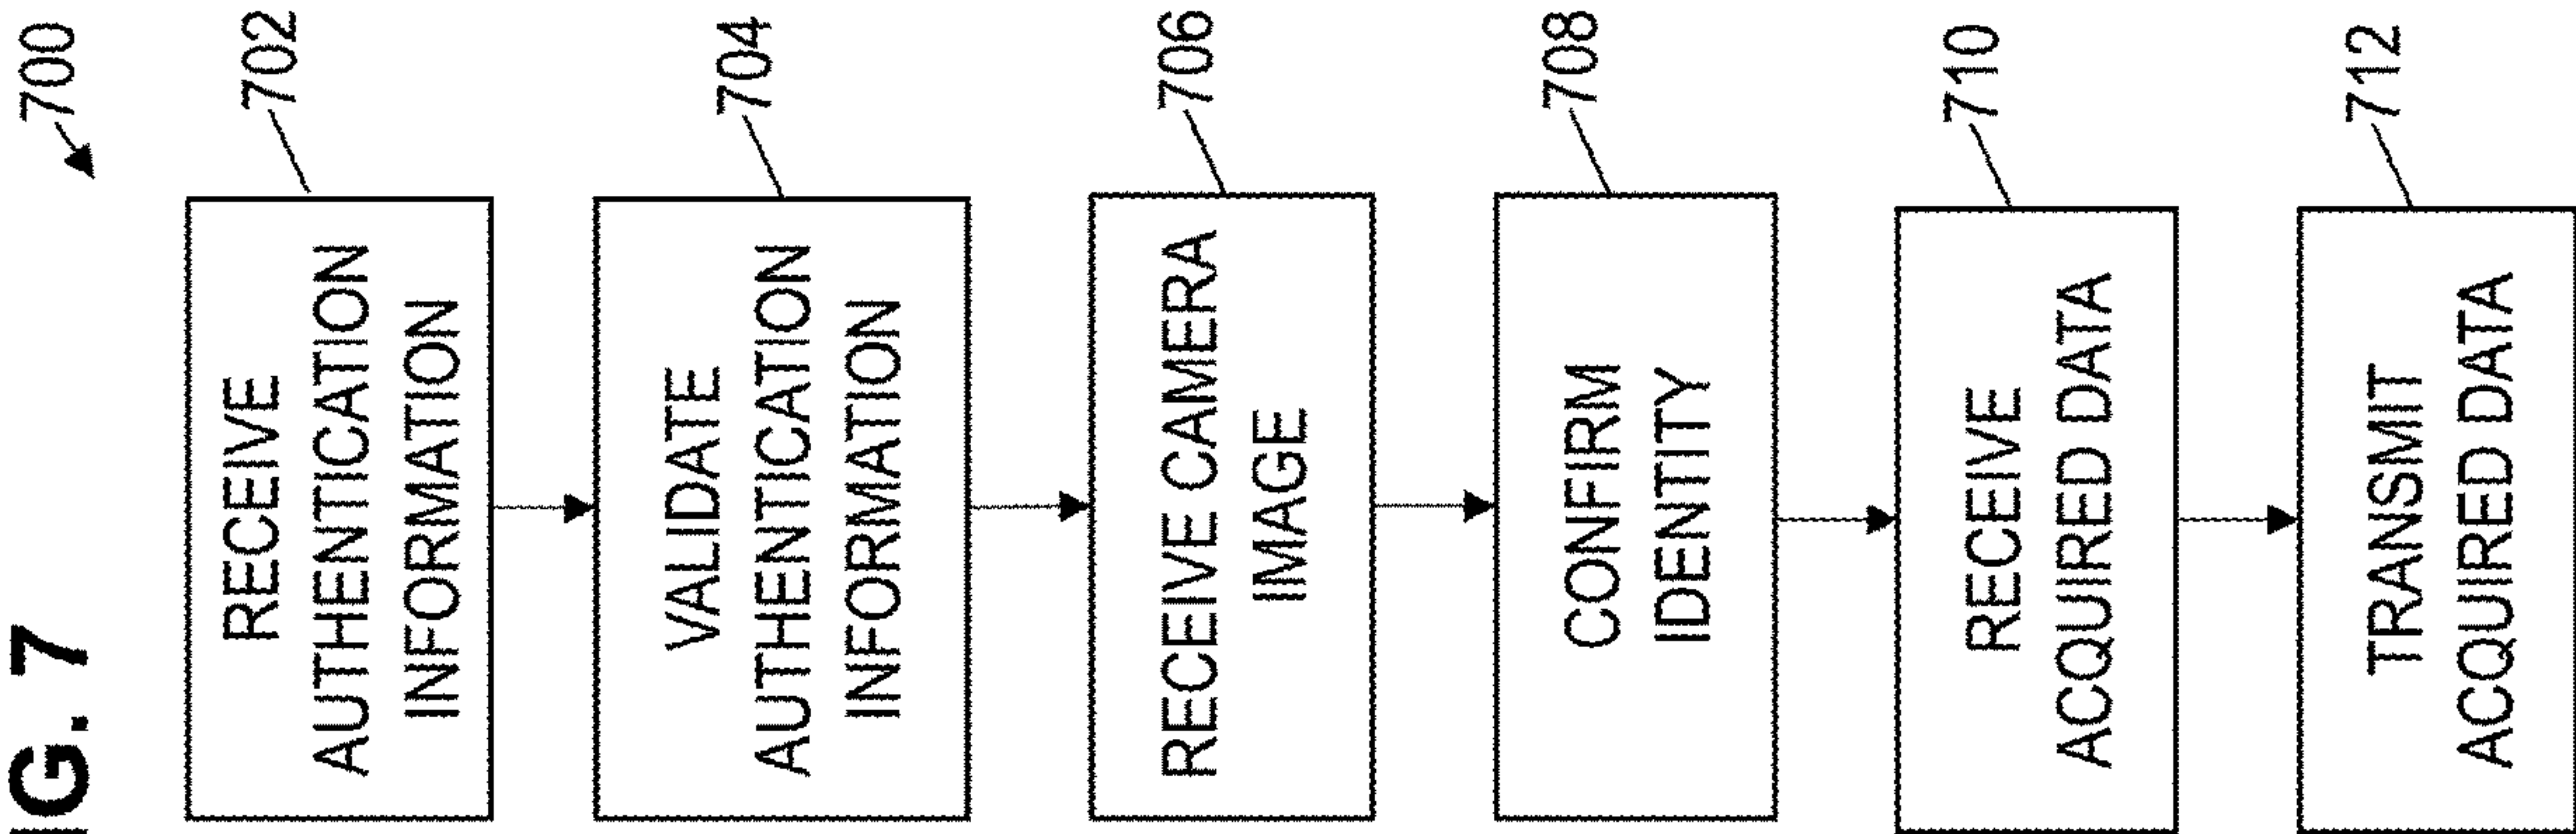 IG. 7
700
RECEIVE
AUTHENTICATION
INFORMATION
702
VALIDATE
AUTHENTICATION
INFORMATION
704
RECEIVE CAMERA
IMAGE
706
CONFIRM
IDENTITY
708
RECEIVE
ACQUIRED DATA
710
TRANSMIT
ACQUIRED DATA
712